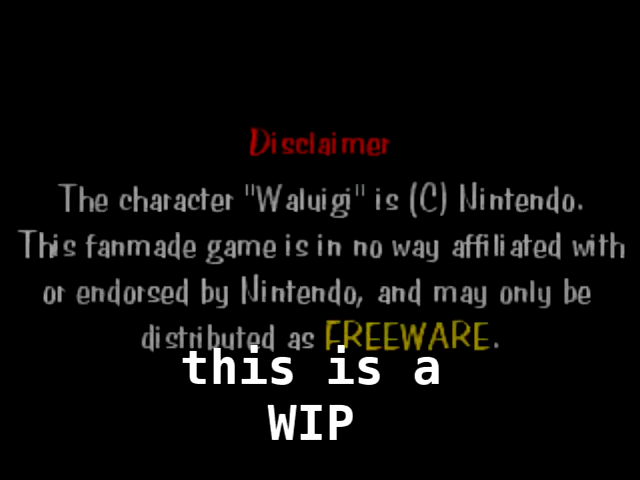 Disclaimer
The character "Waluigi" is (C) Nintendo.
This fanmade game is in no way affiliated with
or endorsed by Nintendo, and may only be
distributed as FREEWARE.
this is a
WIP